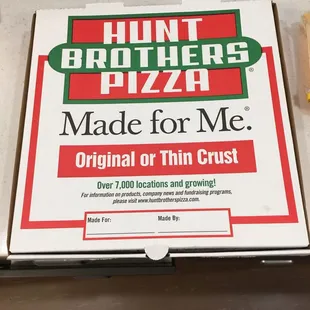 HUNT
BROTHERS®
PIZZA
Made for Me.®
Original or Thin Crust
Over 7,000 locations and growing!
For information on products, company news and fundraising programs,
please visit www.huntbrotherspizza.com.
Made For: Made By: